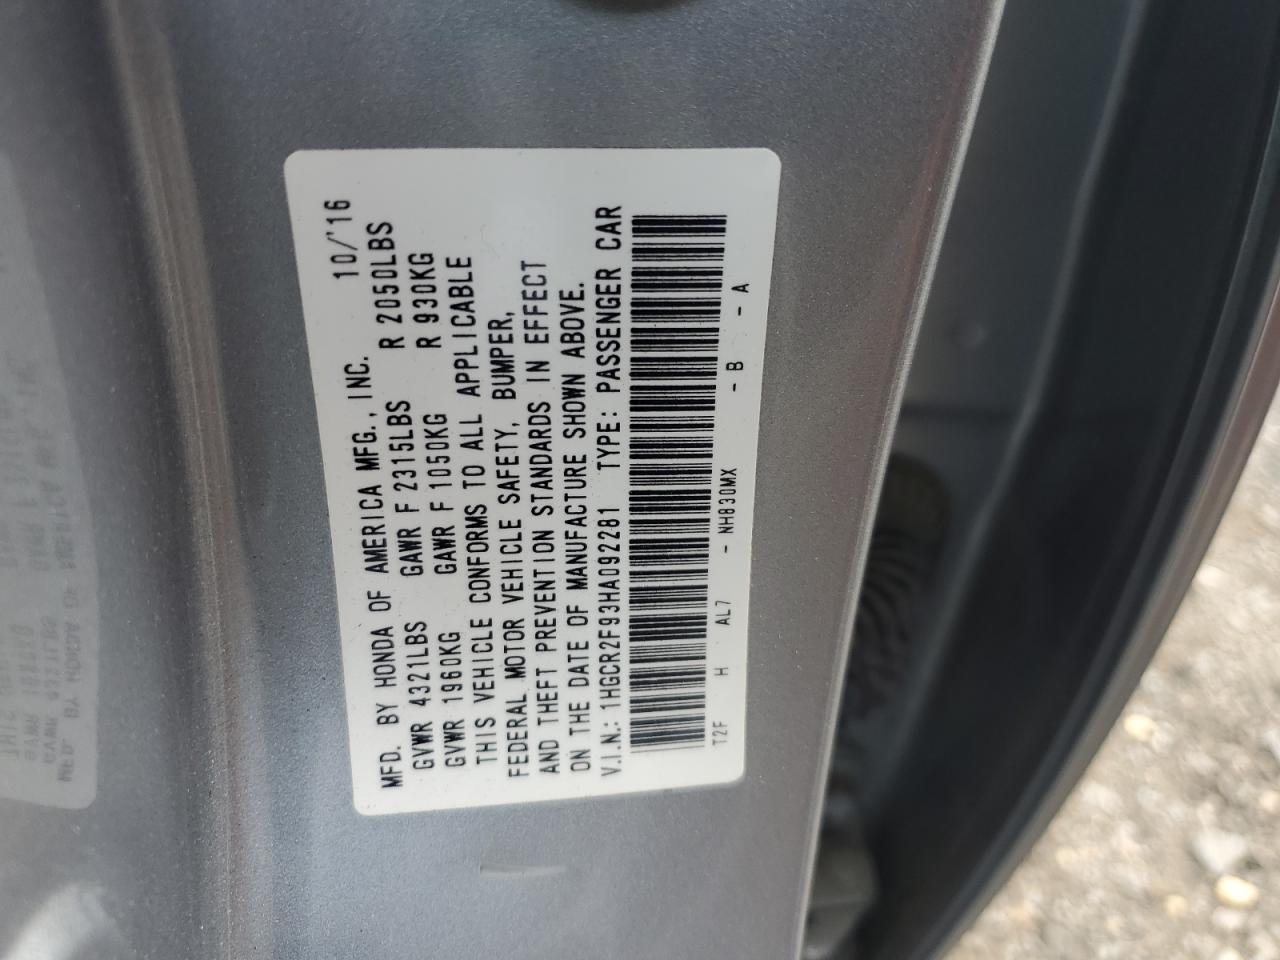 MFD. BY HONDA OF AMERICA MFG., INC. 10/'16
GVWR 4321LBS GAWR F 2315LBS R 2050LBS
GVWR 1960KG GAWR F 1050KG R 930KG
THIS VEHICLE CONFORMS TO ALL APPLICABLE
FEDERAL MOTOR VEHICLE SAFETY, BUMPER,
AND THEFT PREVENTION STANDARDS IN EFFECT
ON THE DATE OF MANUFACTURE SHOWN ABOVE.
V.I.N.: 1HGCR2F93HA092281 TYPE: PASSENGER CAR
T2F H AL7 - NH830MX - B - A